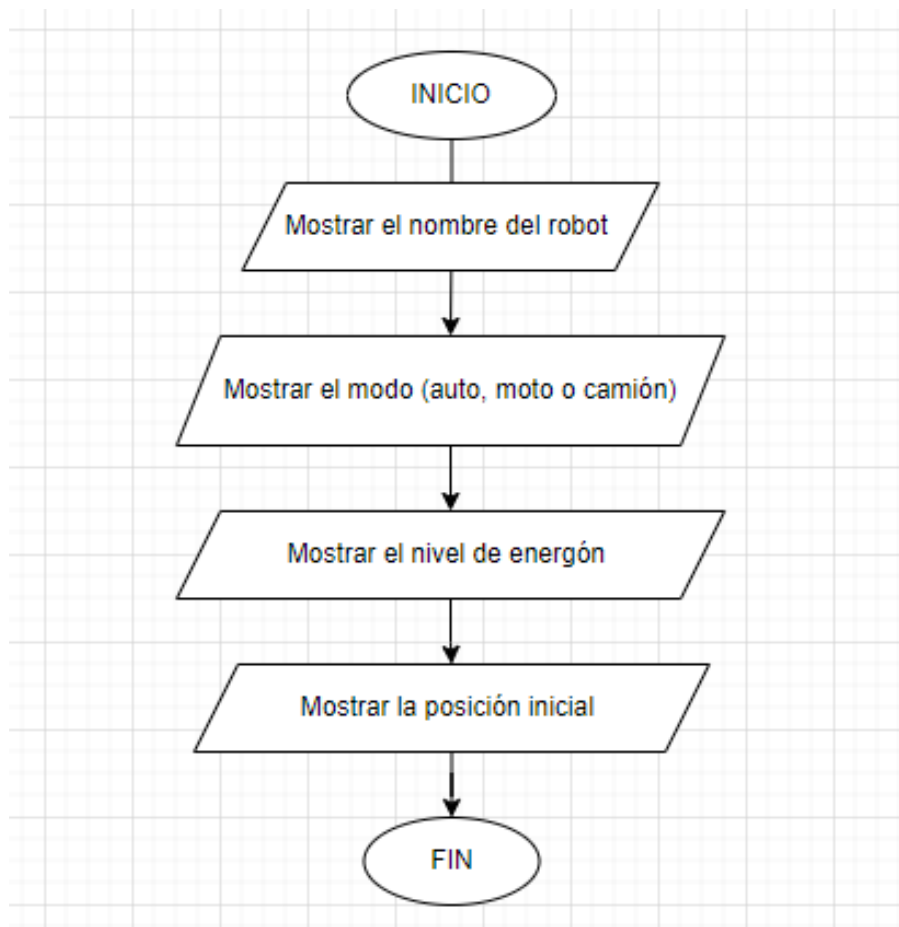 INICIO
Mostrar el nombre del robot
Mostrar el modo (auto, moto o camión)
Mostrar el nivel de energón
Mostrar la posición inicial
FIN